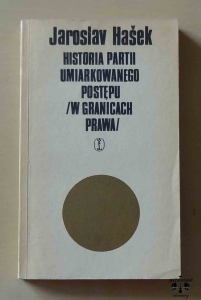 Jaroslav Hašek
HISTORIA PARTII
UMIARKOWANEGO
POSTĘPU
/W GRANICACH
PRAWA/